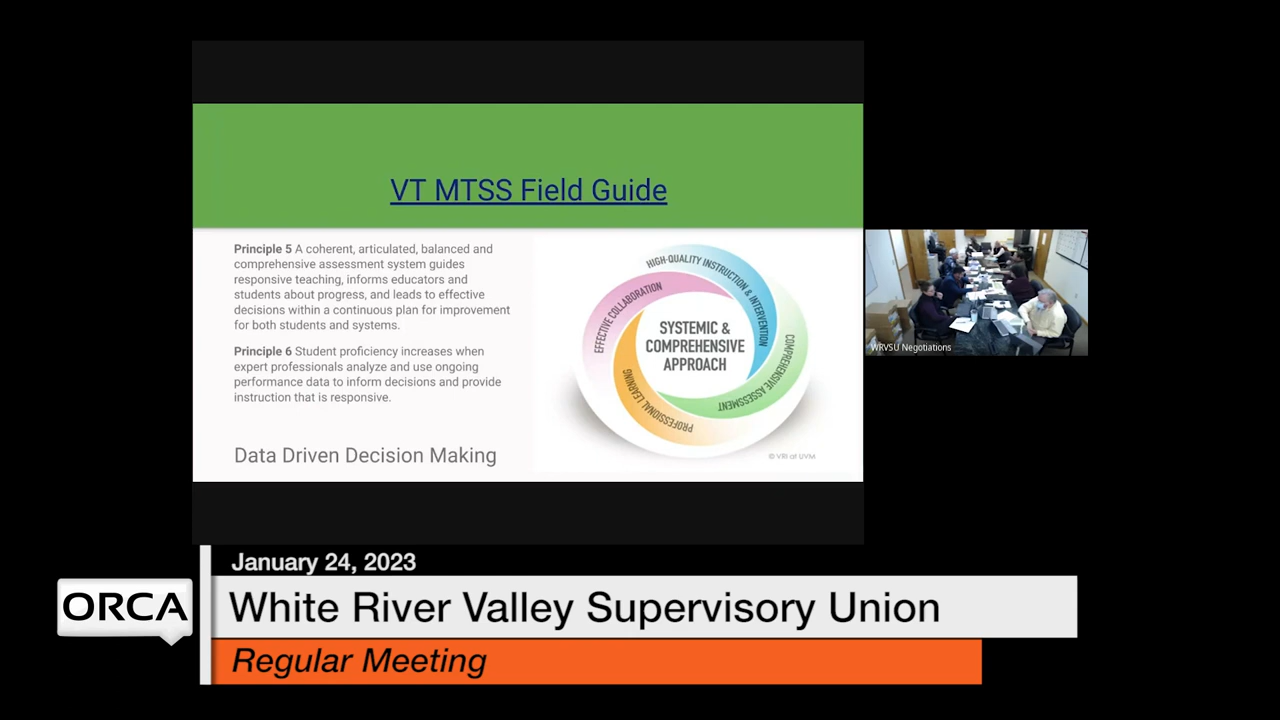 VT MTSS Field Guide
Principle 5 A coherent, articulated, balanced and
comprehensive assessment system guides
responsive teaching, informs educators and
students about progress, and leads to effective
decisions within a continuous plan for improvement
for both students and systems.
Principle 6 Student proficiency increases when
expert professionals analyze and use ongoing
performance data to inform decisions and provide
instruction that is responsive.
Data Driven Decision Making
HIGH-QUALITY INSTRUCTION & INTERVENTION
EFFECTIVE COLLABORATION
SYSTEMIC &
COMPREHENSIVE
APPROACH
COMPREHENSIVE ASSESSMENT
PROFESSIONAL LEARNING
© VRI at UVM
WRVSU Negotiations
January 24, 2023
ORCA
White River Valley Supervisory Union
Regular Meeting